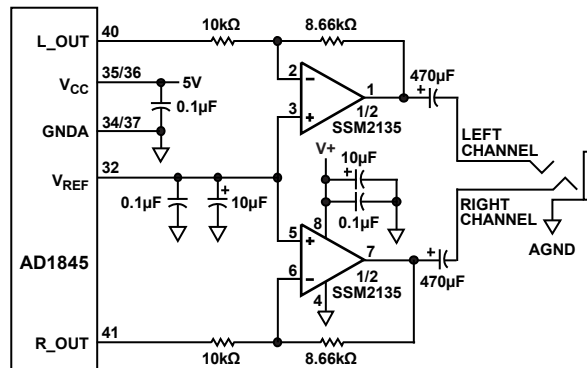 10kΩ
8.66kΩ
L_OUT
40
VCC
35/36
5V
0.1µF
GNDA
34/37
2
1
3
1/2
SSM2135
470µF
LEFT
CHANNEL
VREF
32
0.1µF
10µF
V+
10µF
0.1µF
8
RIGHT
CHANNEL
AGND
AD1845
5
7
6
1/2
SSM2135
4
470µF
R_OUT
41
10kΩ
8.66kΩ